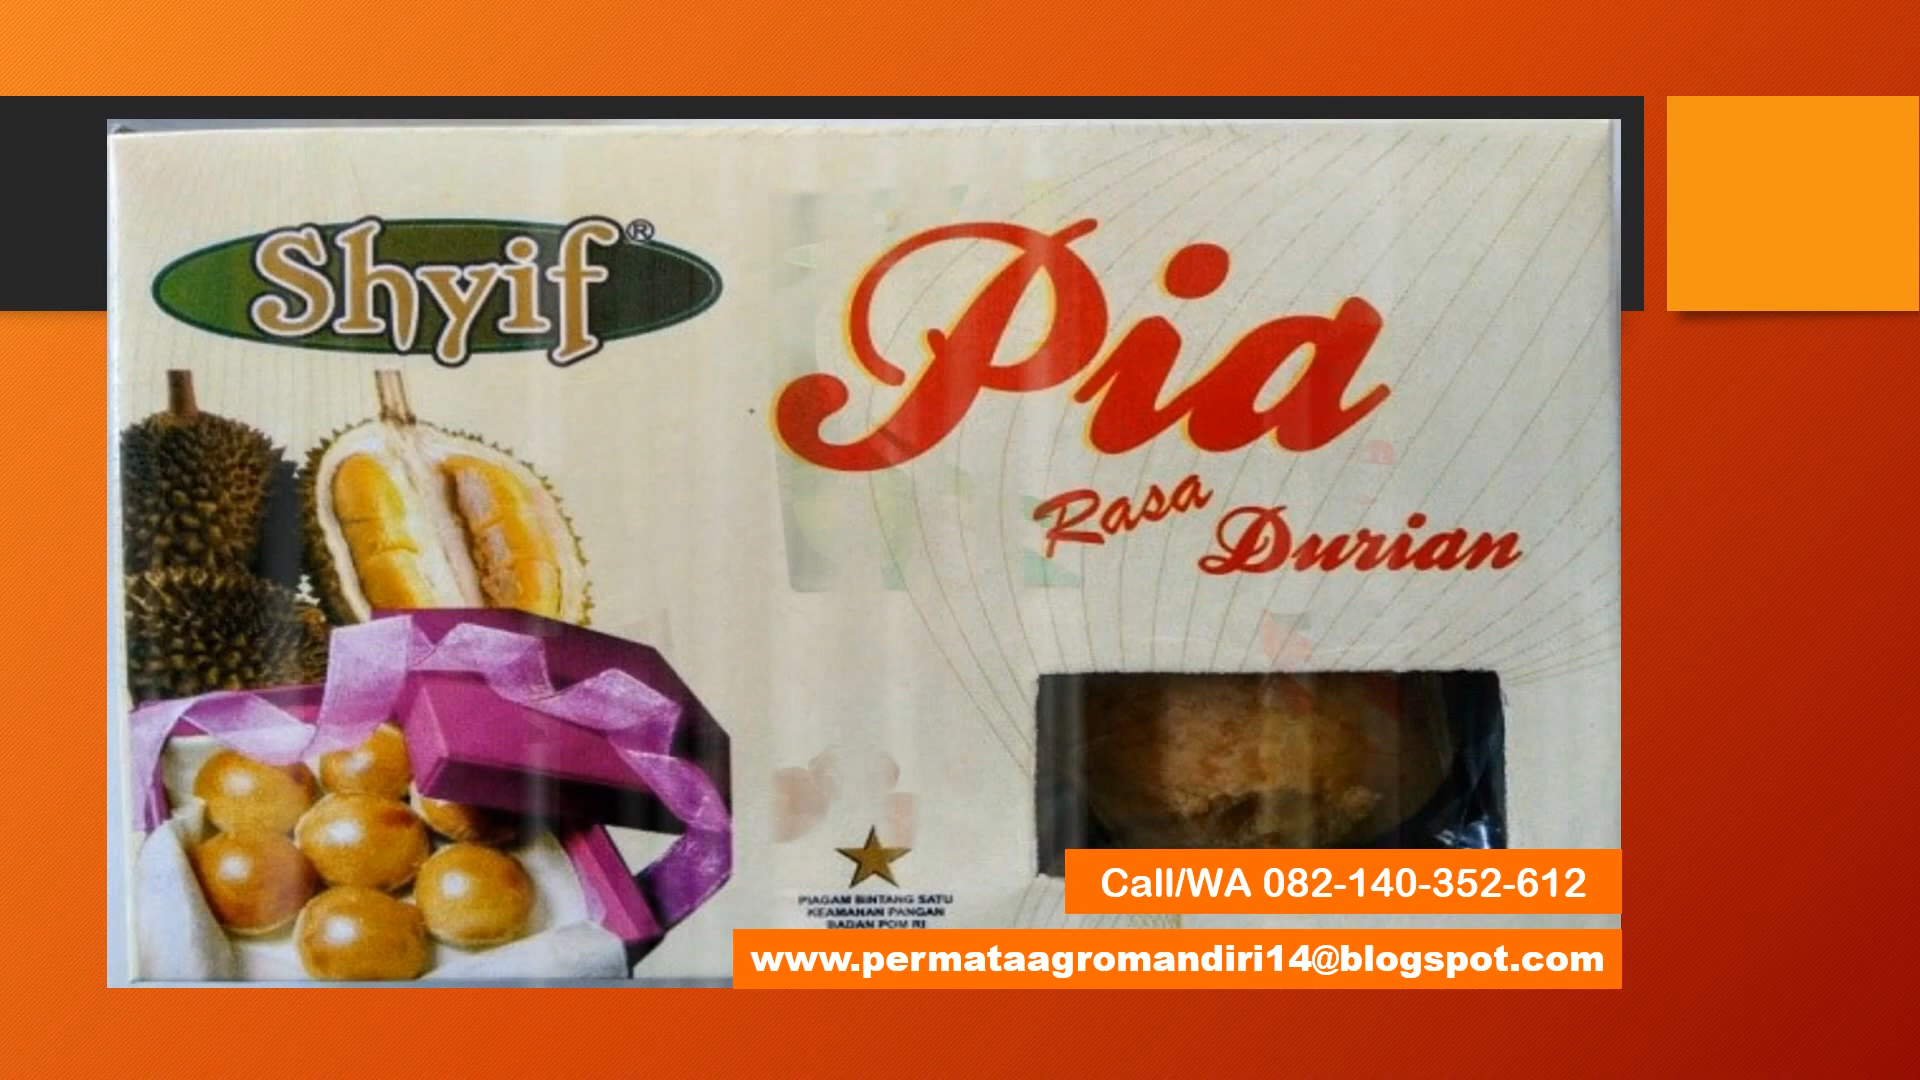 Shyif®
Pia
Rasa
Durian
PIAGAM BINTANG SATU
KEAMANAN PANGAN
BADAN POM RI
Call/WA 082-140-352-612
www.permataagromandiri14@blogspot.com